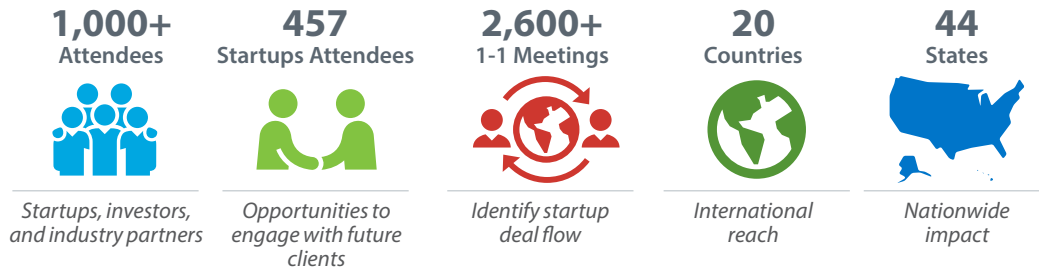 1,000+
Attendees
Startups, investors,
and industry partners
457
Startups Attendees
Opportunities to
engage with future
clients
2,600+
1-1 Meetings
Identify startup
deal flow
20
Countries
International
reach
44
States
Nationwide
impact